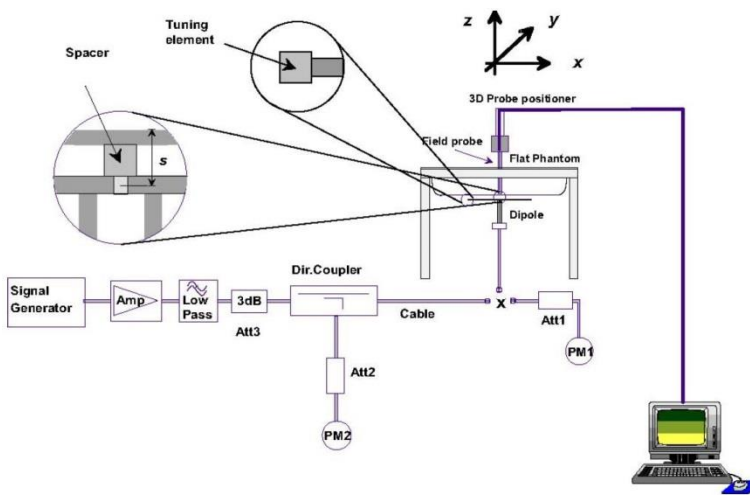 Tuning
element
Spacer
s
z
y
x
3D Probe positioner
Field probe
Flat Phantom
Dipole
Signal
Generator
Amp
Low
Pass
3dB
Att3
Dir.Coupler
Cable
x
Att1
PM1
Att2
PM2